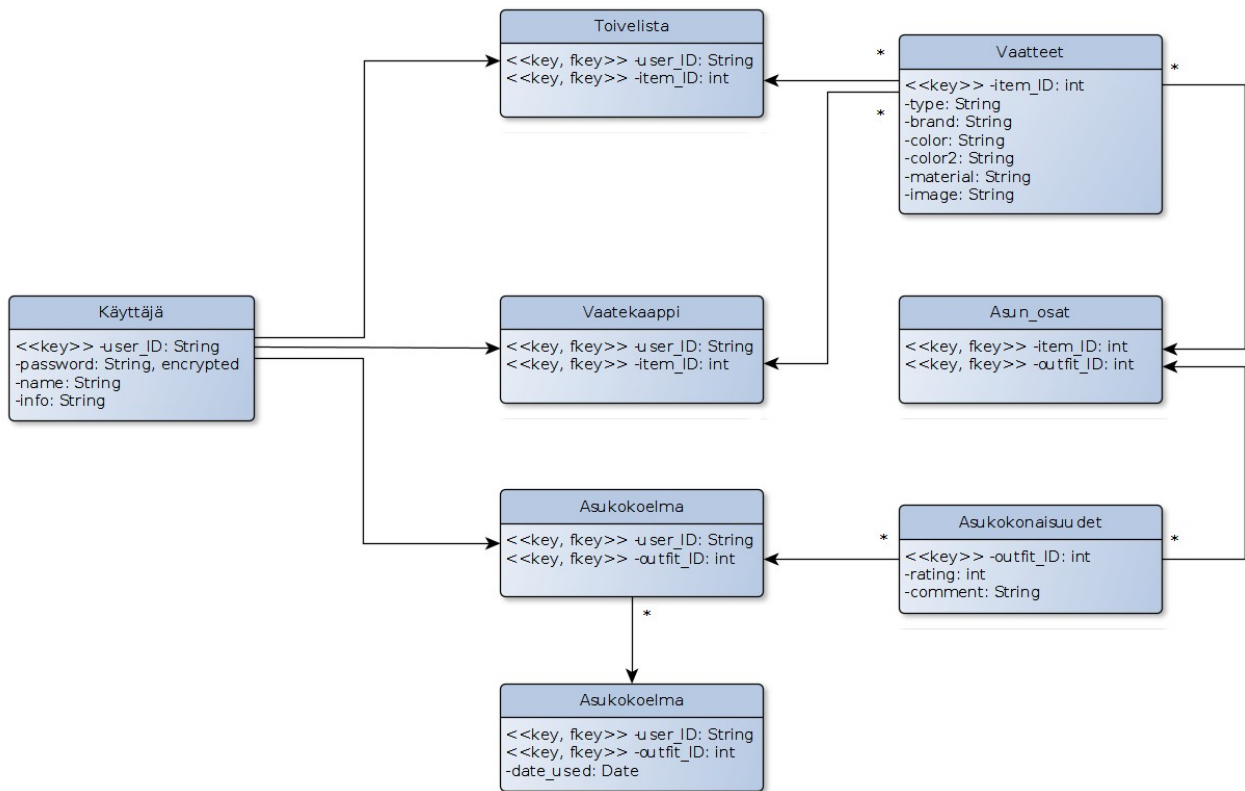 Toivelista
<<key, fkey>> -user_ID: String
<<key, fkey>> -item_ID: int
*
*
Vaatteet
<<key>> -item_ID: int
-type: String
-brand: String
-color: String
-color2: String
-material: String
-image: String
*
Käyttäjä
<<key>> -user_ID: String
-password: String, encrypted
-name: String
-info: String
Vaatekaappi
<<key, fkey>> -user_ID: String
<<key, fkey>> -item_ID: int
Asun_osat
<<key, fkey>> -item_ID: int
<<key, fkey>> -outfit_ID: int
Asukokoelma
<<key, fkey>> -user_ID: String
<<key, fkey>> -outfit_ID: int
*
*
Asukokonaisuudet
<<key>> -outfit_ID: int
-rating: int
-comment: String
*
Asukokoelma
<<key, fkey>> -user_ID: String
<<key, fkey>> -outfit_ID: int
-date_used: Date